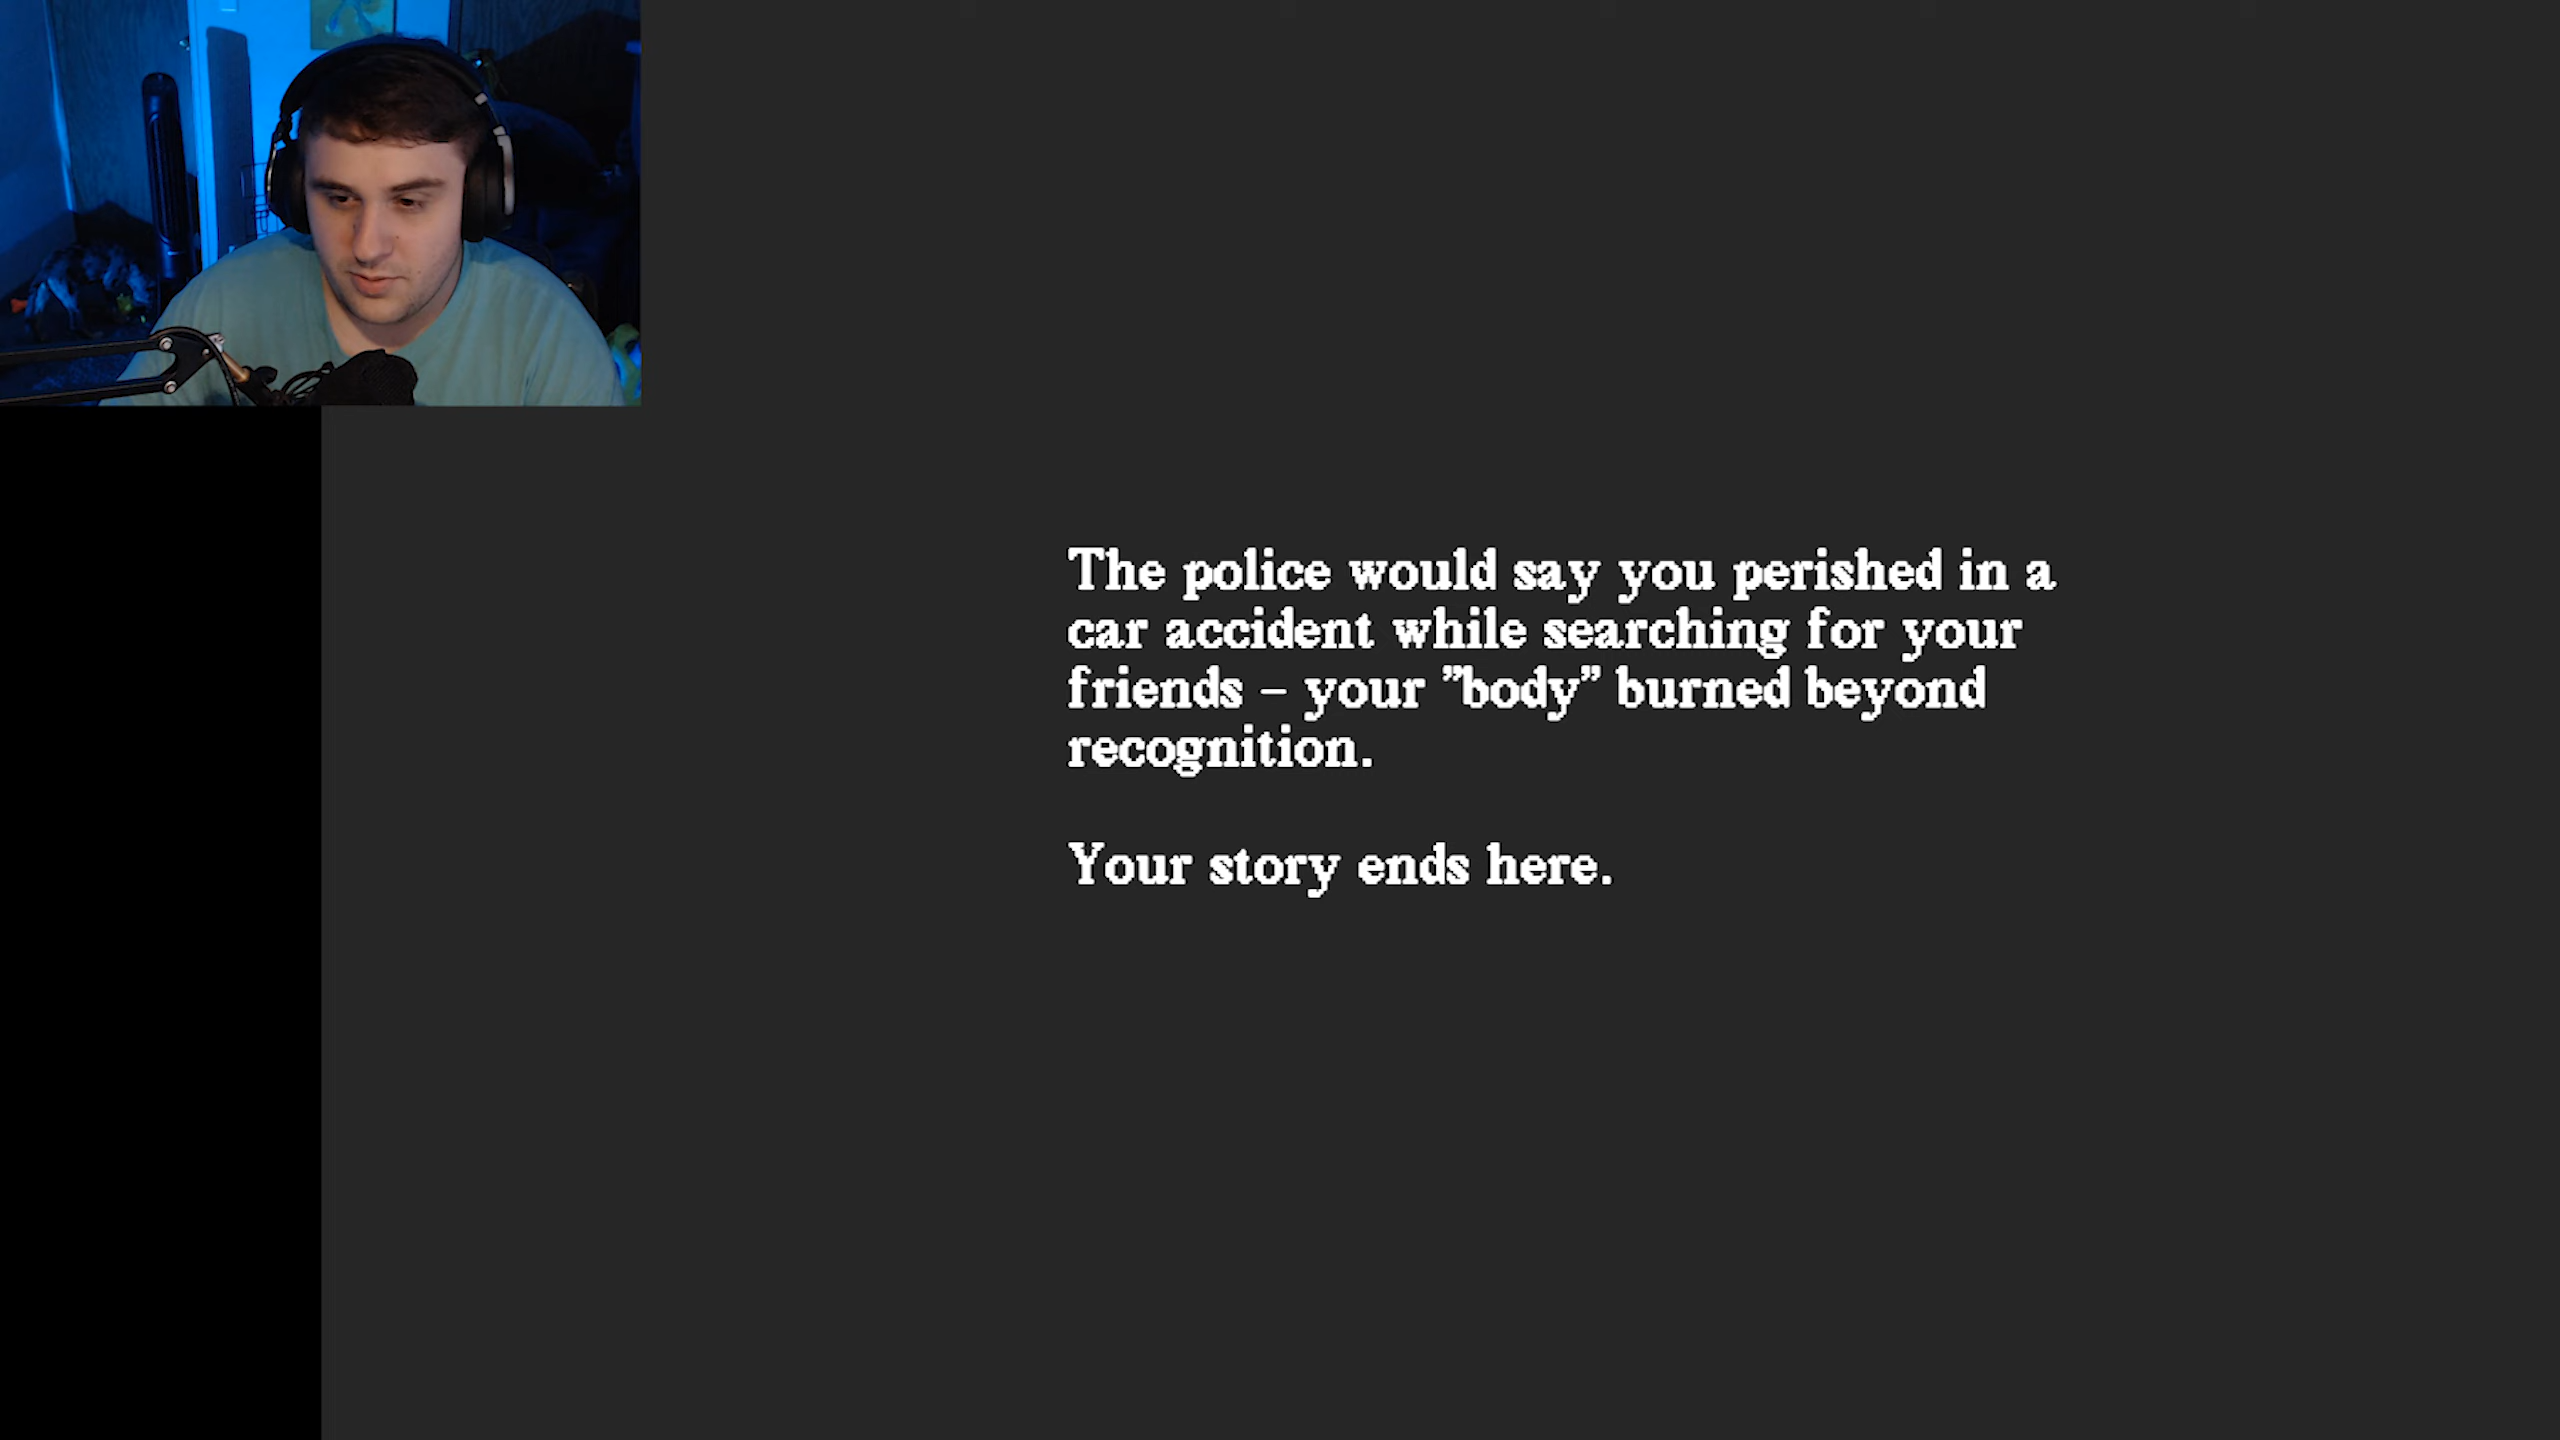 The police would say you perished in a
car accident while searching for your
friends – your ”body” burned beyond
recognition.
Your story ends here.